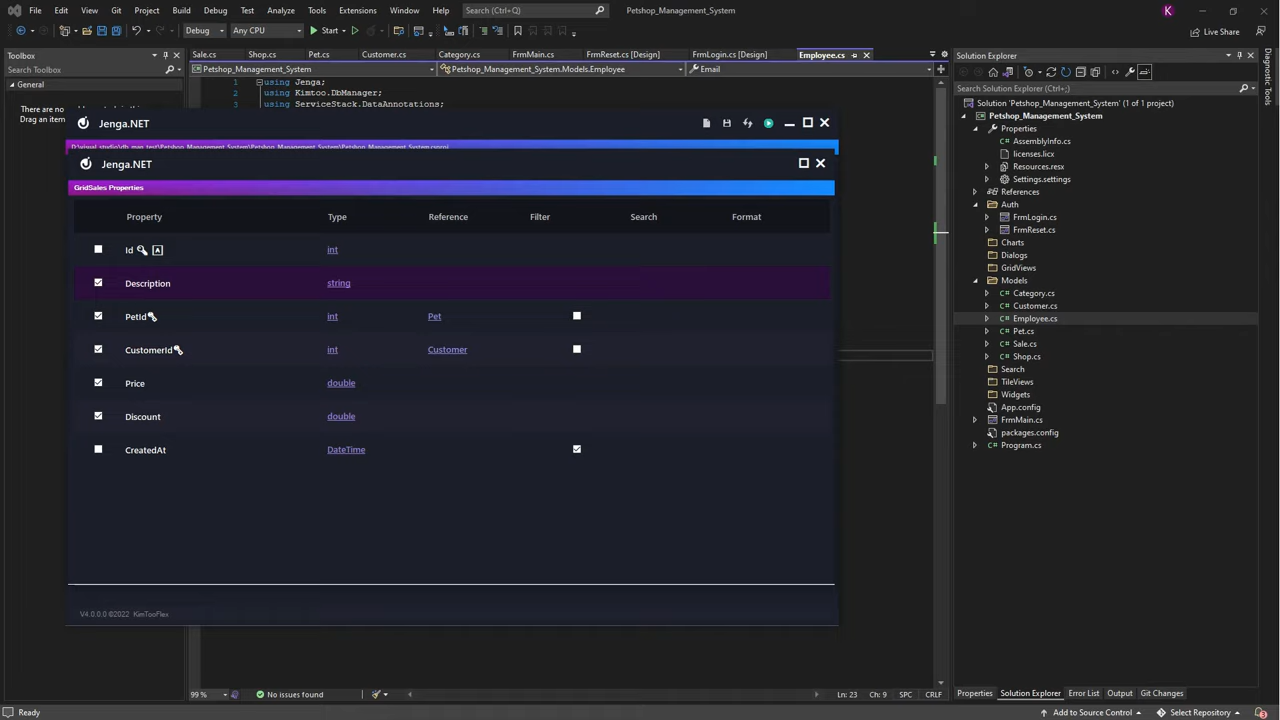 File Edit View Git Project Build Debug Test Analyze Tools Extensions Window Help Search (Ctrl+Q) Petshop_Management_System K
Debug Any CPU Start Live Share
Toolbox
Search Toolbox
General
There are no
Drag an item
Sale.cs Shop.cs Pet.cs Customer.cs Category.cs FrmMain.cs FrmReset.cs [Design] FrmLogin.cs [Design] Employee.cs
Petshop_Management_System Petshop_Management_System.Models.Employee Email
1 using Jenga;
2 using Kimtoo.DbManager;
3 using ServiceStack.DataAnnotations;
Jenga.NET
Jenga.NET
GridSales Properties
Property Type Reference Filter Search Format
Id A int
Description string
PetId int Pet
CustomerId int Customer
Price double
Discount double
CreatedAt DateTime
V4.0.0.0 ©2022 KimTooFlex
99 % No issues found Ln: 23 Ch: 9 SPC CRLF
Solution Explorer
Search Solution Explorer (Ctrl+;)
Solution 'Petshop_Management_System' (1 of 1 project)
Petshop_Management_System
Properties
AssemblyInfo.cs
licenses.licx
Resources.resx
Settings.settings
References
Auth
FrmLogin.cs
FrmReset.cs
Charts
Dialogs
GridViews
Models
Category.cs
Customer.cs
Employee.cs
Pet.cs
Sale.cs
Shop.cs
Search
TileViews
Widgets
App.config
FrmMain.cs
packages.config
Program.cs
Properties Solution Explorer Error List Output Git Changes
Diagnostic Tools
Ready Add to Source Control Select Repository